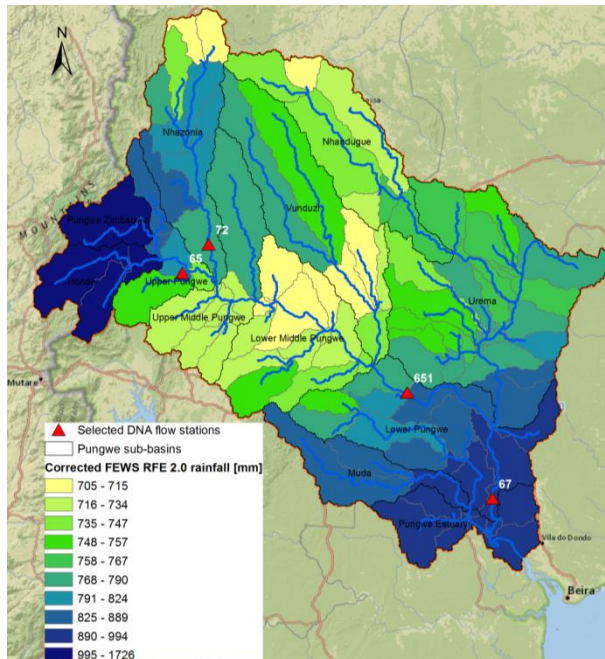 N
Nhazonia
Nhandugue
MOUNTAINS
Pungwe Zimbabwe
Vunduzi
72
65
Honde
Upper Pungwe
Urema
Upper Middle Pungwe
Lower Middle Pungwe
Mutare
651
Lower Pungwe
Muda
67
Pungwe Estuary
Vila do Dondo
Beira
Selected DNA flow stations
Pungwe sub-basins
Corrected FEWS RFE 2.0 rainfall [mm]
705 - 715
716 - 734
735 - 747
748 - 757
758 - 767
768 - 790
791 - 824
825 - 889
890 - 994
995 - 1726